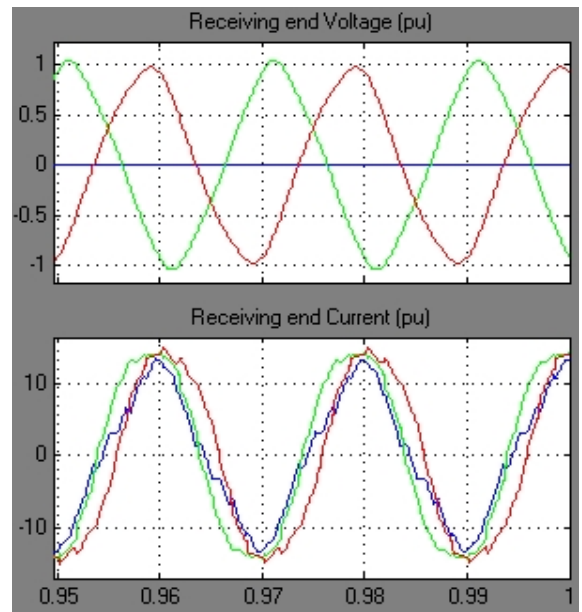 Receiving end Voltage (pu)
1
0.5
0
-0.5
-1
Receiving end Current (pu)
10
0
-10
0.95 0.96 0.97 0.98 0.99 1